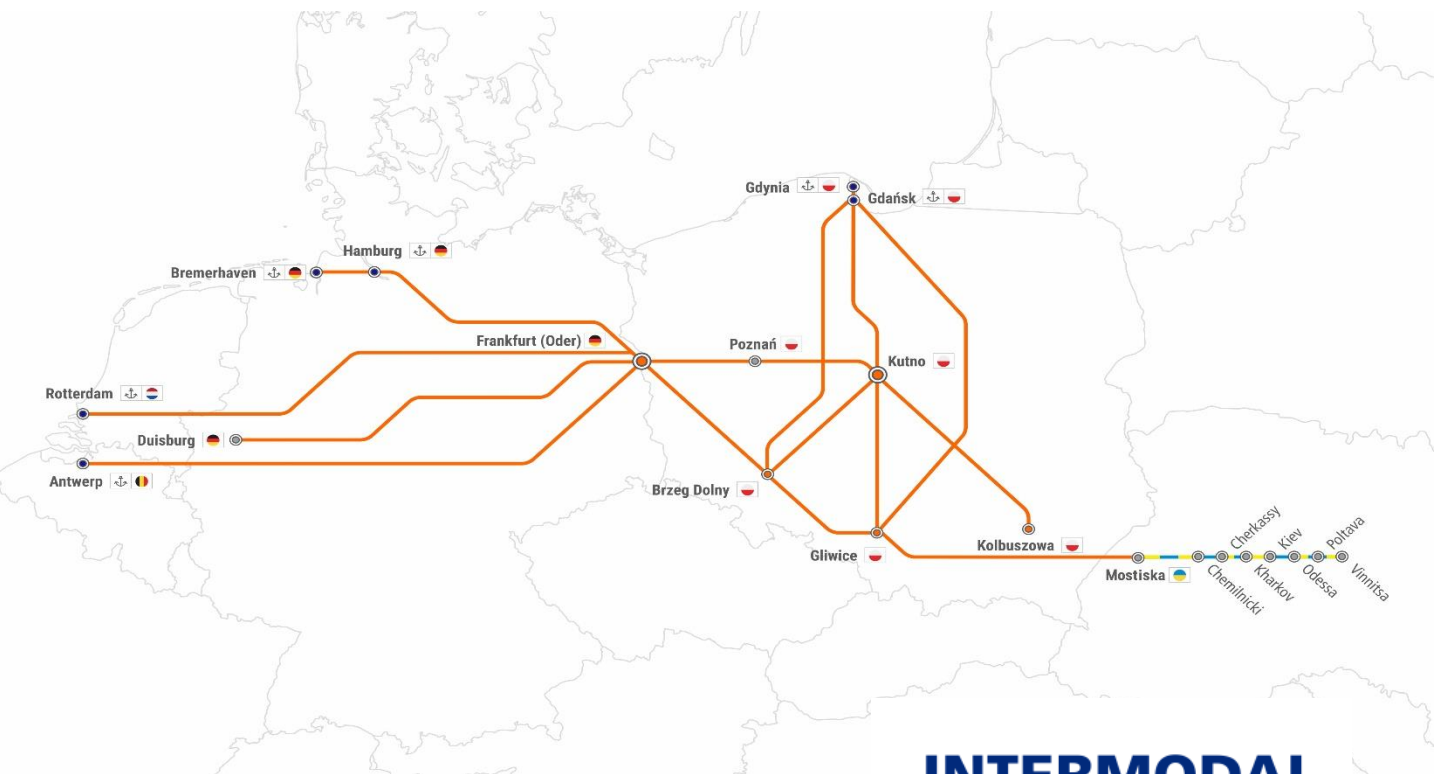 Gdynia
Gdańsk
Hamburg
Bremerhaven
Frankfurt (Oder)
Poznań
Kutno
Rotterdam
Duisburg
Antwerp
Brzeg Dolny
Gliwice
Kolbuszowa
Mostiska
Chemilnicki
Cherkassy
Kharkov
Kiev
Odessa
Poltava
Vinnitsa
INTERMODAL